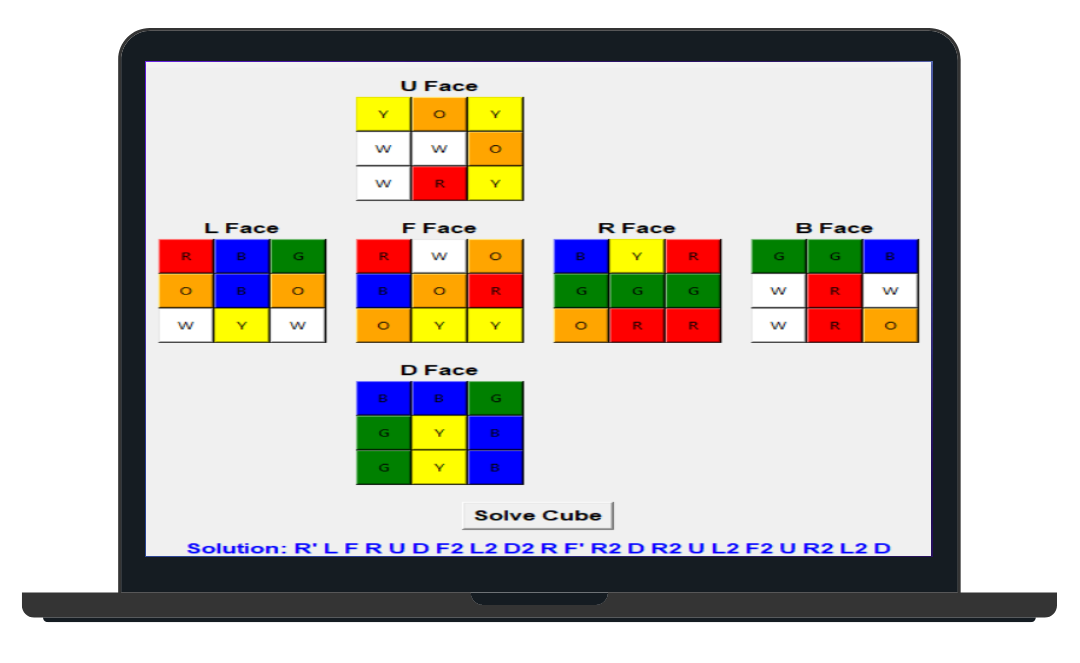 U Face
Y O Y
W W O
W R Y
L Face F Face R Face B Face
R B G R W O B Y R G G B
O B O B O R G G G W R W
W Y W O Y Y O R R W R O
D Face
B B G
G Y B
G Y B
Solve Cube
Solution: R' L F R U D F2 L2 D2 R F' R2 D R2 U L2 F2 U R2 L2 D